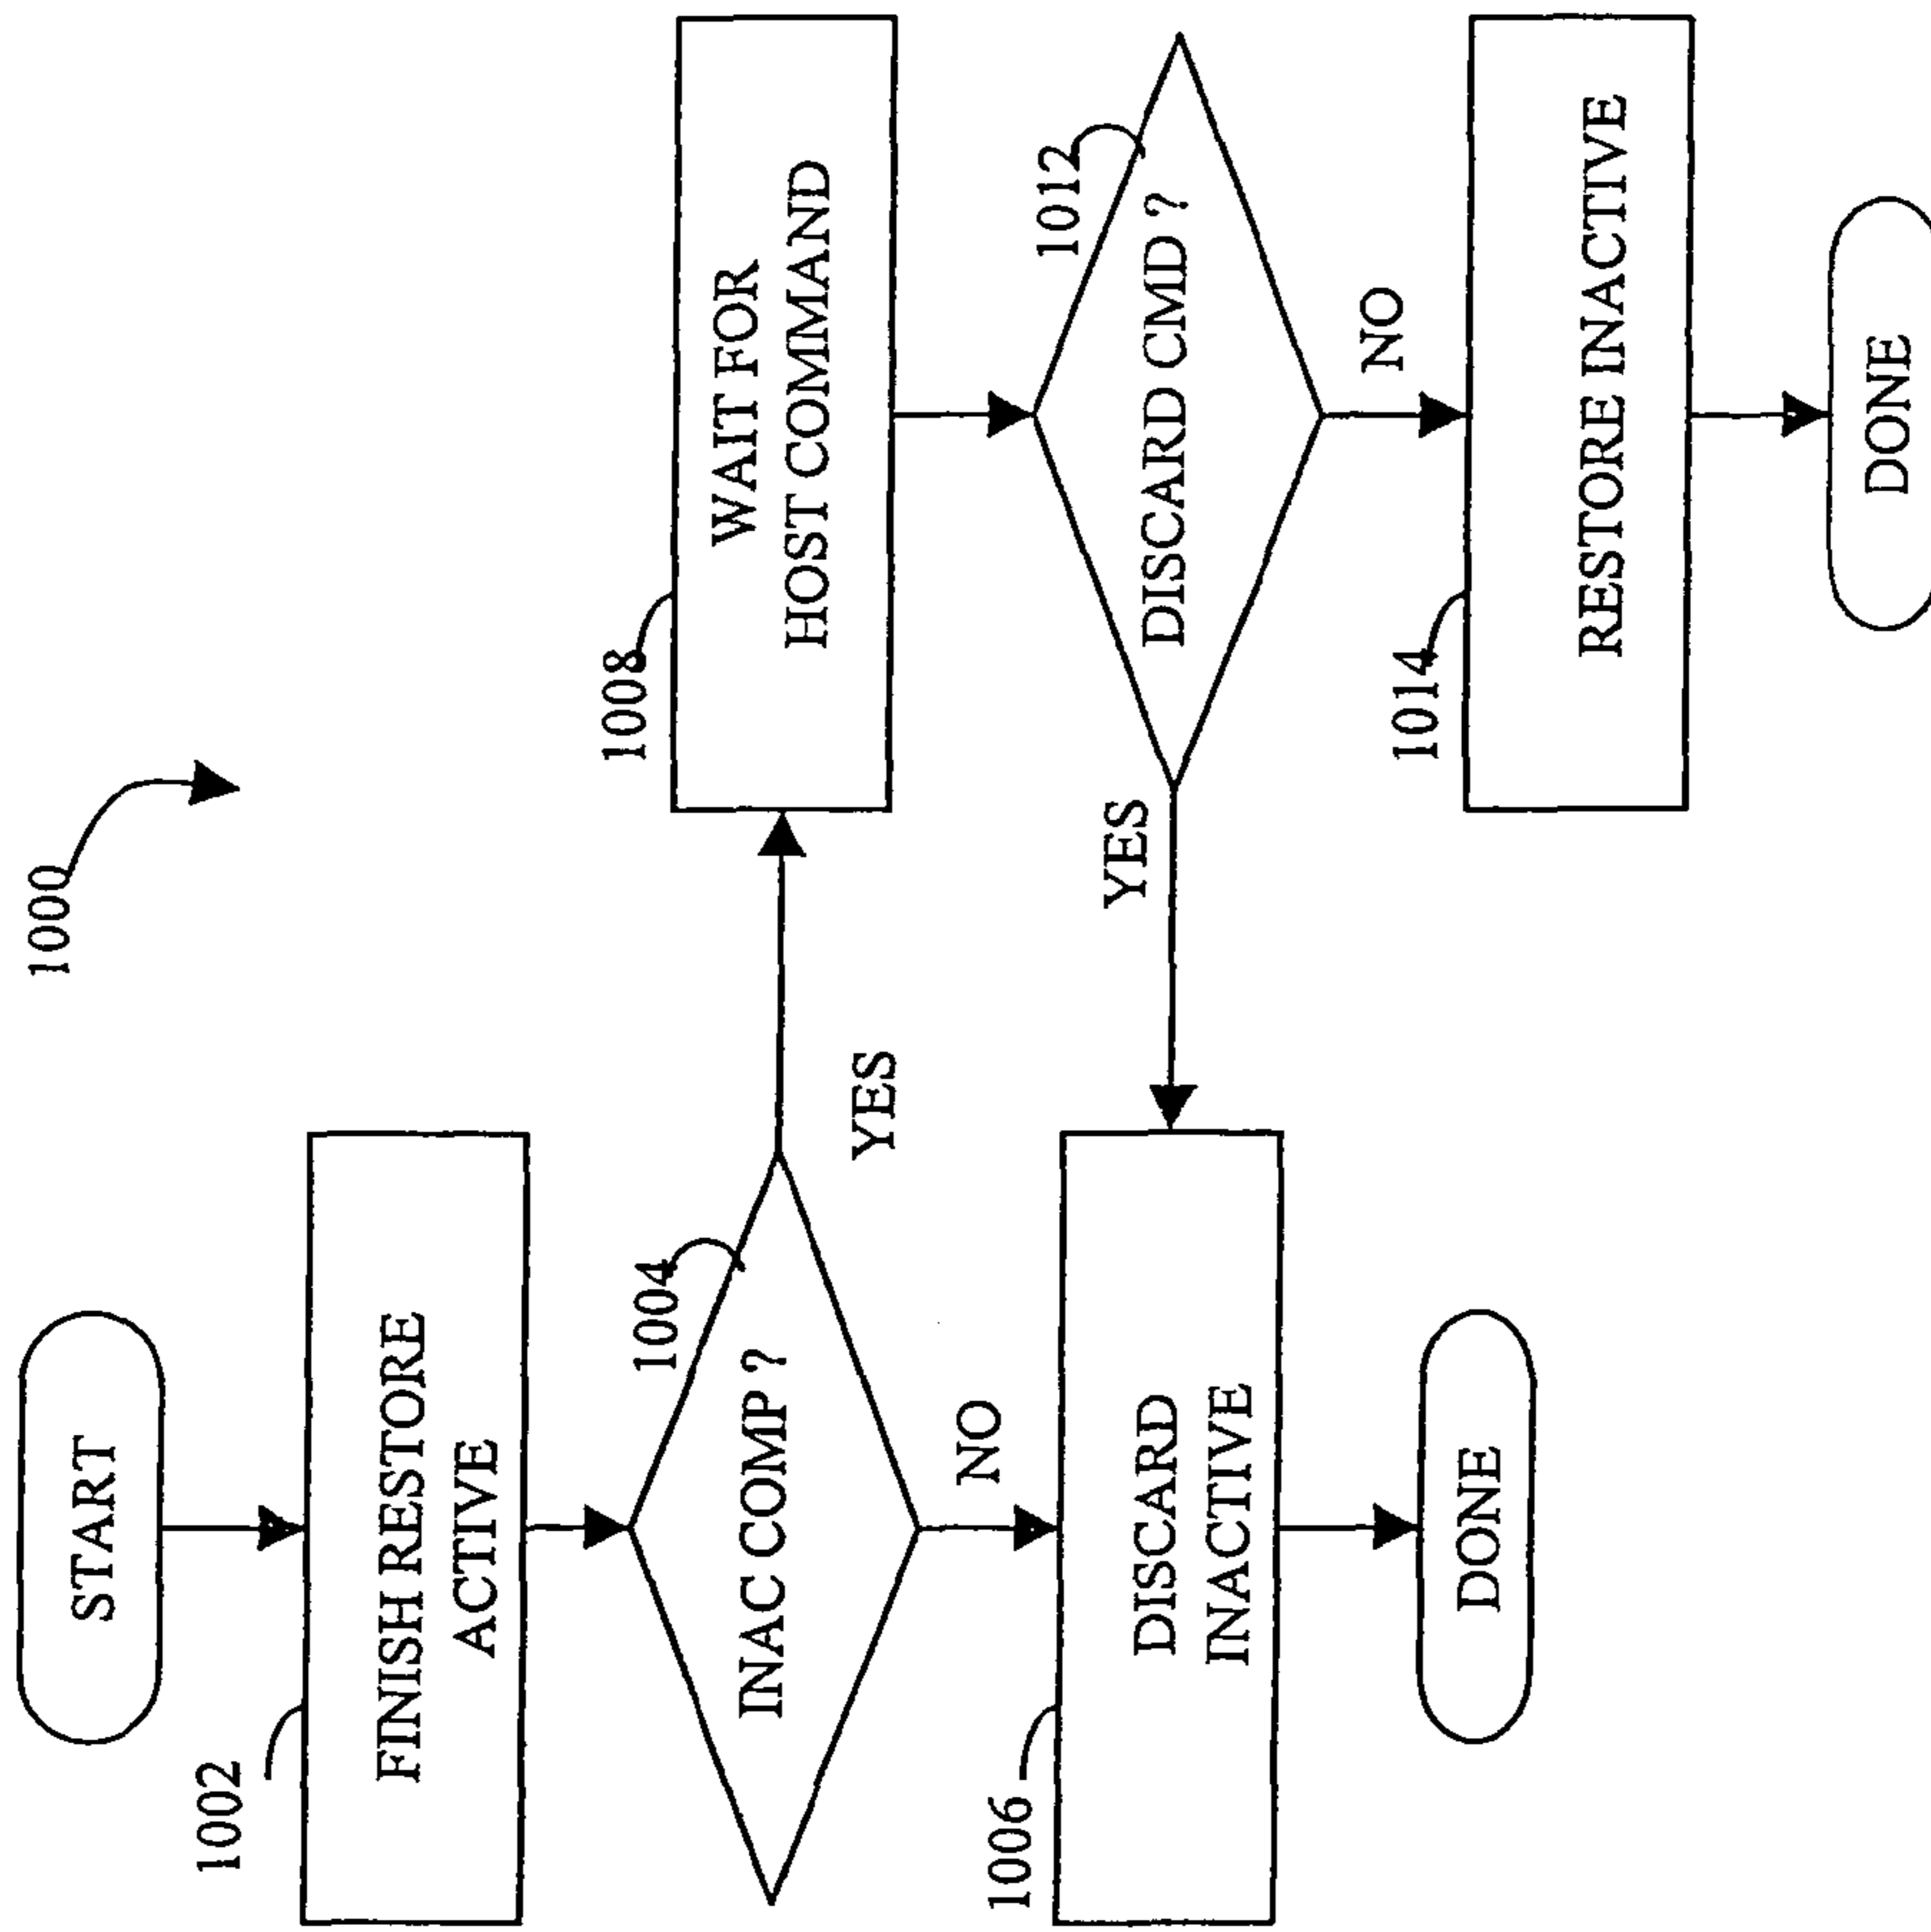 1000
START
1002
FINISH RESTORE
ACTIVE
1004
INAC COMP ?
YES
NO
1006
DISCARD
INACTIVE
DONE
1008
WAIT FOR
HOST COMMAND
1012
DISCARD CMD ?
YES
NO
1014
RESTORE INACTIVE
DONE